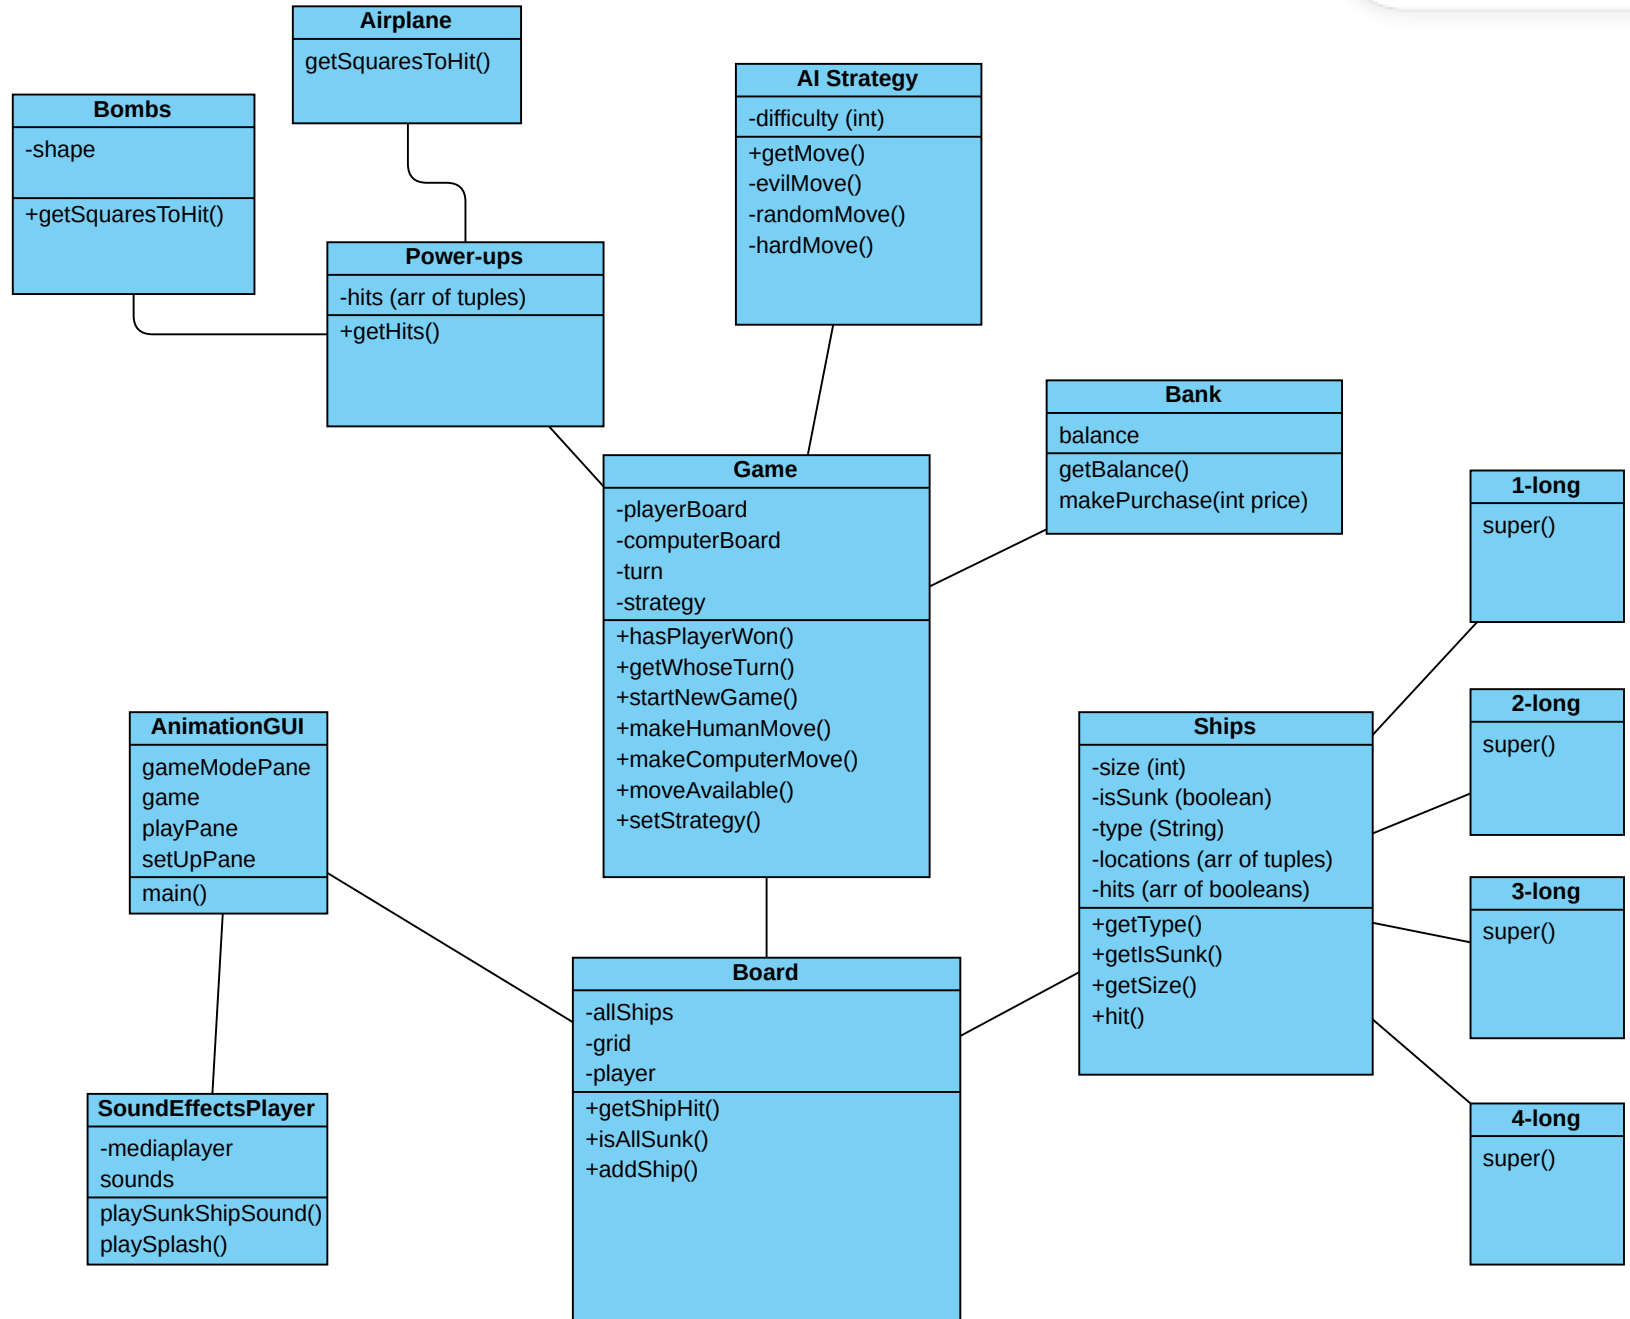 Airplane
getSquaresToHit()
Bombs
-shape
+getSquaresToHit()
AI Strategy
-difficulty (int)
+getMove()
-evilMove()
-randomMove()
-hardMove()
Power-ups
-hits (arr of tuples)
+getHits()
Bank
balance
getBalance()
makePurchase(int price)
Game
-playerBoard
-computerBoard
-turn
-strategy
+hasPlayerWon()
+getWhoseTurn()
+startNewGame()
+makeHumanMove()
+makeComputerMove()
+moveAvailable()
+setStrategy()
1-long
super()
2-long
super()
3-long
super()
4-long
super()
AnimationGUI
gameModePane
game
playPane
setUpPane
main()
Ships
-size (int)
-isSunk (boolean)
-type (String)
-locations (arr of tuples)
-hits (arr of booleans)
+getType()
+getIsSunk()
+getSize()
+hit()
Board
-allShips
-grid
-player
+getShipHit()
+isAllSunk()
+addShip()
SoundEffectsPlayer
-mediaplayer
sounds
playSunkShipSound()
playSplash()